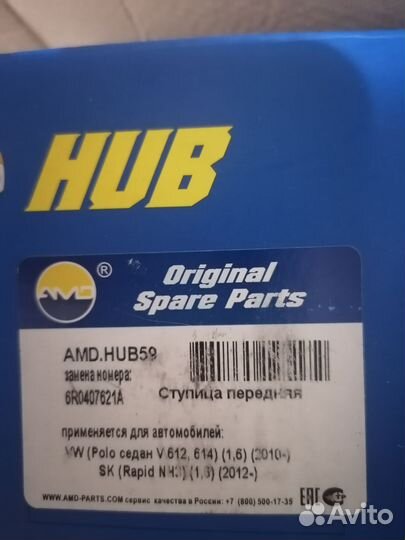 HUB
AMD ®
Original
Spare Parts
AMD.HUB59
замена номера:
6R0407621A
Ступица передняя
применяется для автомобилей:
VW (Polo седан V 612, 614) (1,6) (2010-)
SK (Rapid NH3) (1,6) (2012-)
WWW.AMD-PARTS.COM сервис качества в России: +7 (800) 500-17-35
EAC
Avito